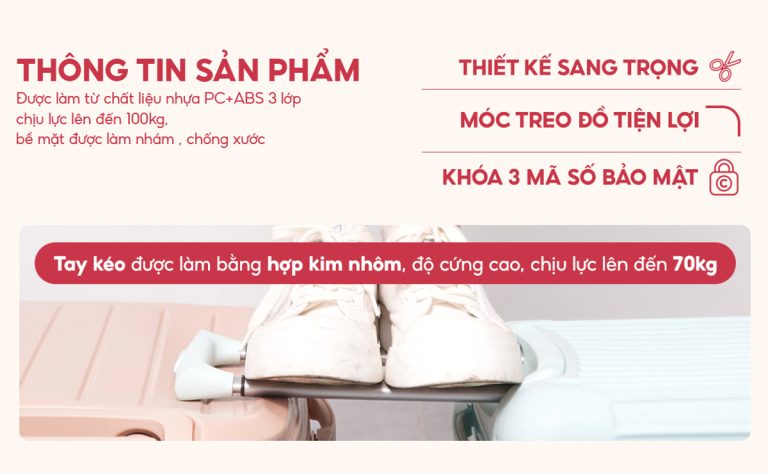 THÔNG TIN SẢN PHẨM
Được làm từ chất liệu nhựa PC+ABS 3 lớp
chịu lực lên đến 100kg,
bề mặt được làm nhám , chống xước
THIẾT KẾ SANG TRỌNG
MÓC TREO ĐỒ TIỆN LỢI
KHÓA 3 MÃ SỐ BẢO MẬT
Tay kéo được làm bằng hợp kim nhôm, độ cứng cao, chịu lực lên đến 70kg